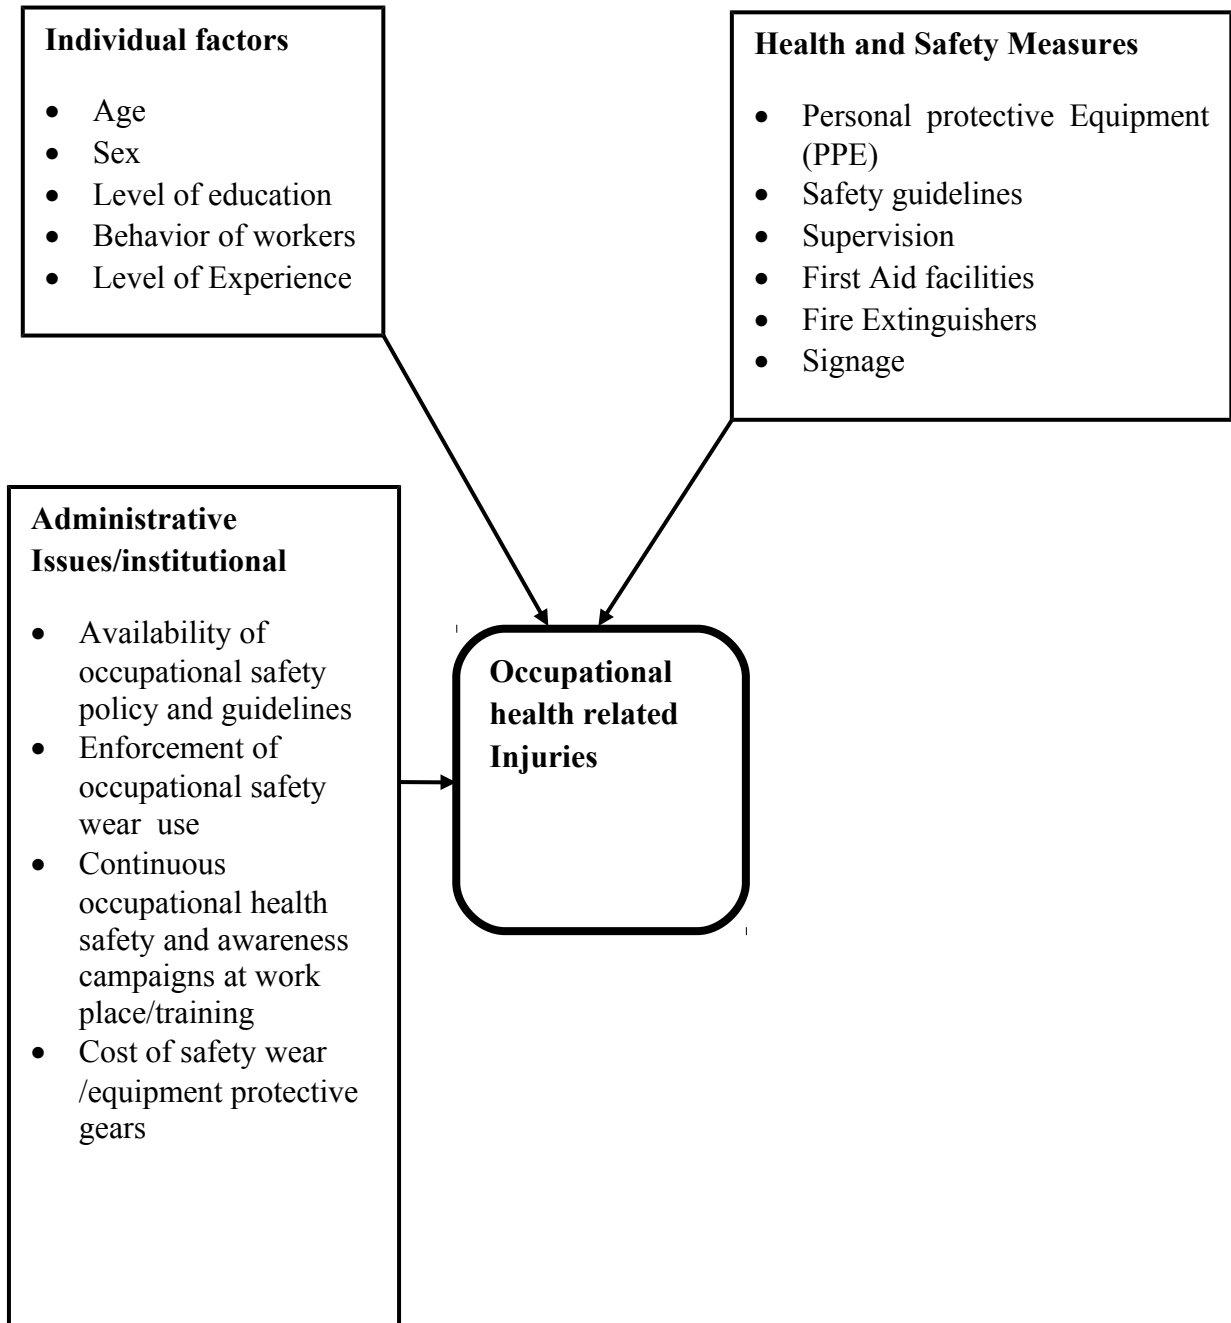 Individual factors
• Age
• Sex
• Level of education
• Behavior of workers
• Level of Experience
Health and Safety Measures
• Personal protective Equipment
(PPE)
• Safety guidelines
• Supervision
• First Aid facilities
• Fire Extinguishers
• Signage
Administrative
Issues/institutional
• Availability of
occupational safety
policy and guidelines
• Enforcement of
occupational safety
wear use
• Continuous
occupational health
safety and awareness
campaigns at work
place/training
• Cost of safety wear
/equipment protective
gears
Occupational
health related
Injuries